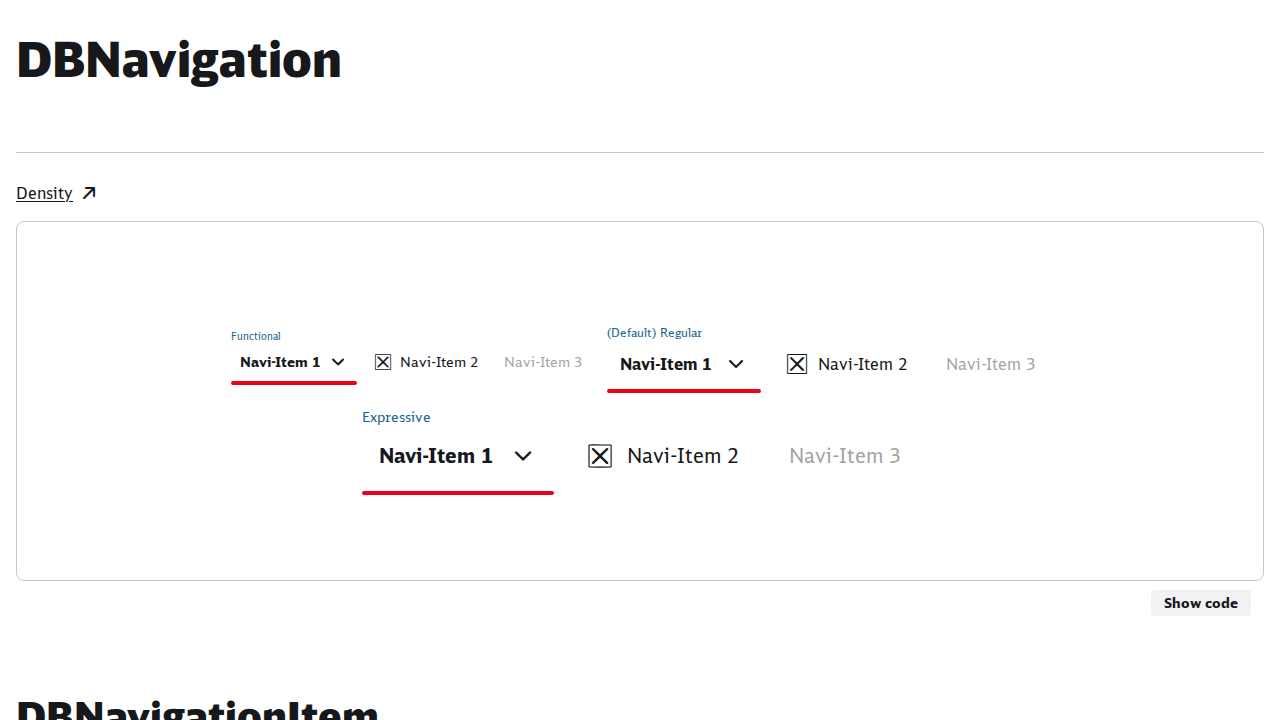 DBNavigation
Density
Functional
Navi-Item 1 Navi-Item 2 Navi-Item 3
(Default) Regular
Navi-Item 1 Navi-Item 2 Navi-Item 3
Expressive
Navi-Item 1 Navi-Item 2 Navi-Item 3
Show code
DBNavigationItem